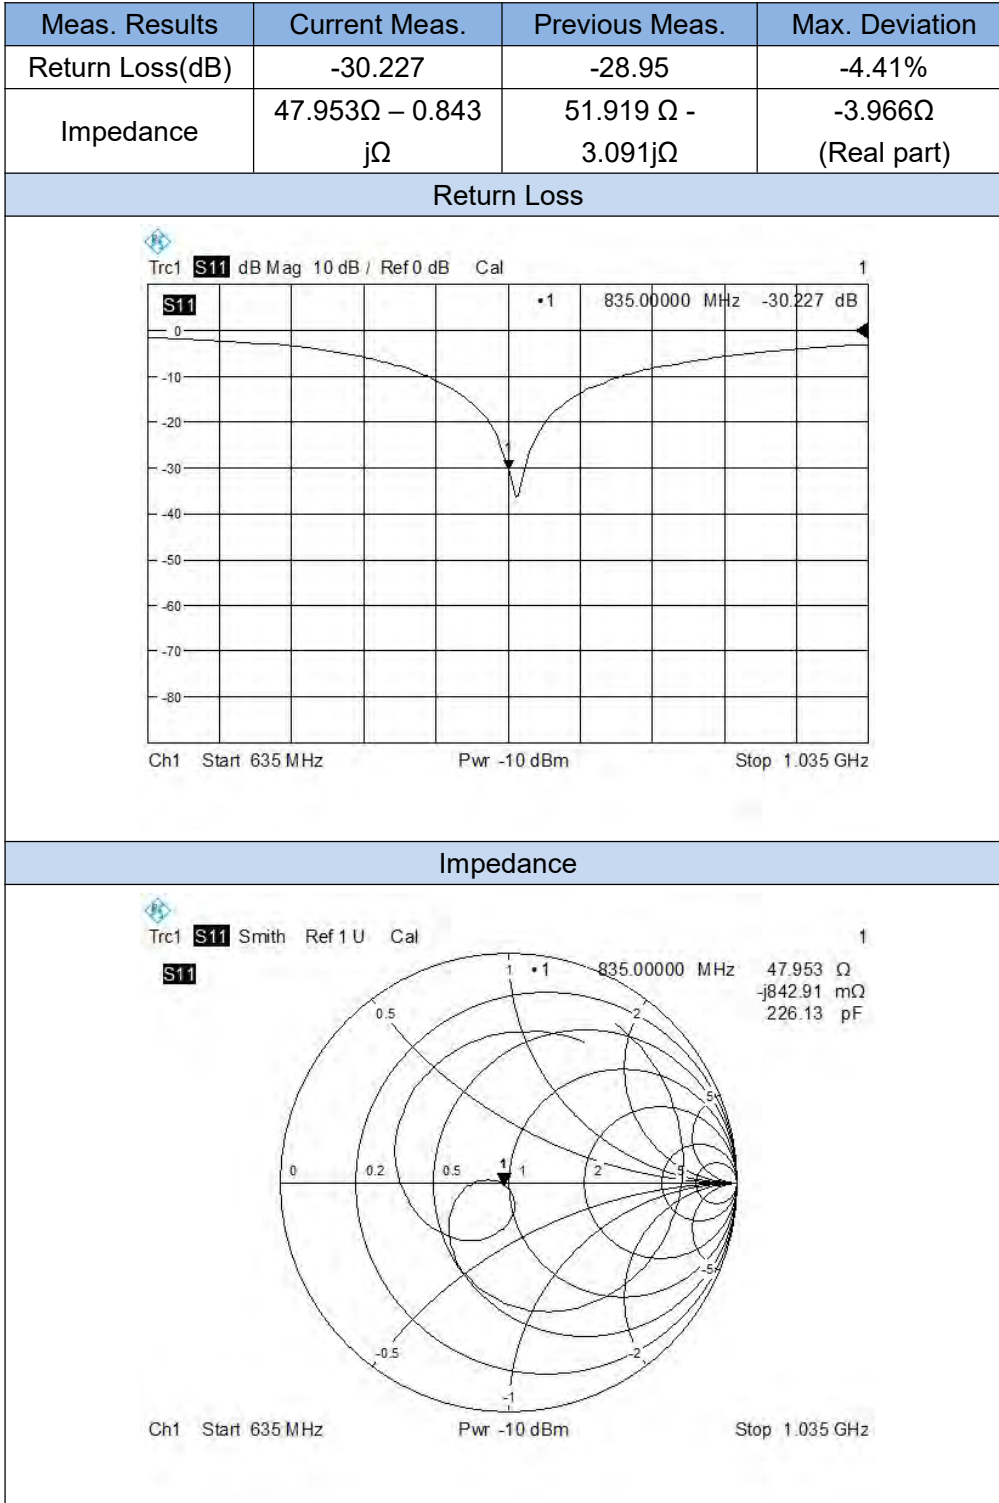 Meas. Results Current Meas. Previous Meas. Max. Deviation
Return Loss(dB) -30.227 -28.95 -4.41%
Impedance 47.953Ω – 0.843 jΩ 51.919 Ω - 3.091jΩ -3.966Ω (Real part)
Return Loss
Trc1 S11 dB Mag 10 dB / Ref 0 dB Cal 1
S11 •1 835.00000 MHz -30.227 dB
0
-10
-20
1
-30
-40
-50
-60
-70
-80
Ch1 Start 635 MHz Pwr -10 dBm Stop 1.035 GHz
Impedance
Trc1 S11 Smith Ref 1 U Cal 1
S11 1 •1 835.00000 MHz 47.953 Ω
-j842.91 mΩ
0.5 2 226.13 pF
5
0 0.2 0.5 1 1 2 5
-5
-0.5 -2
-1
Ch1 Start 635 MHz Pwr -10 dBm Stop 1.035 GHz